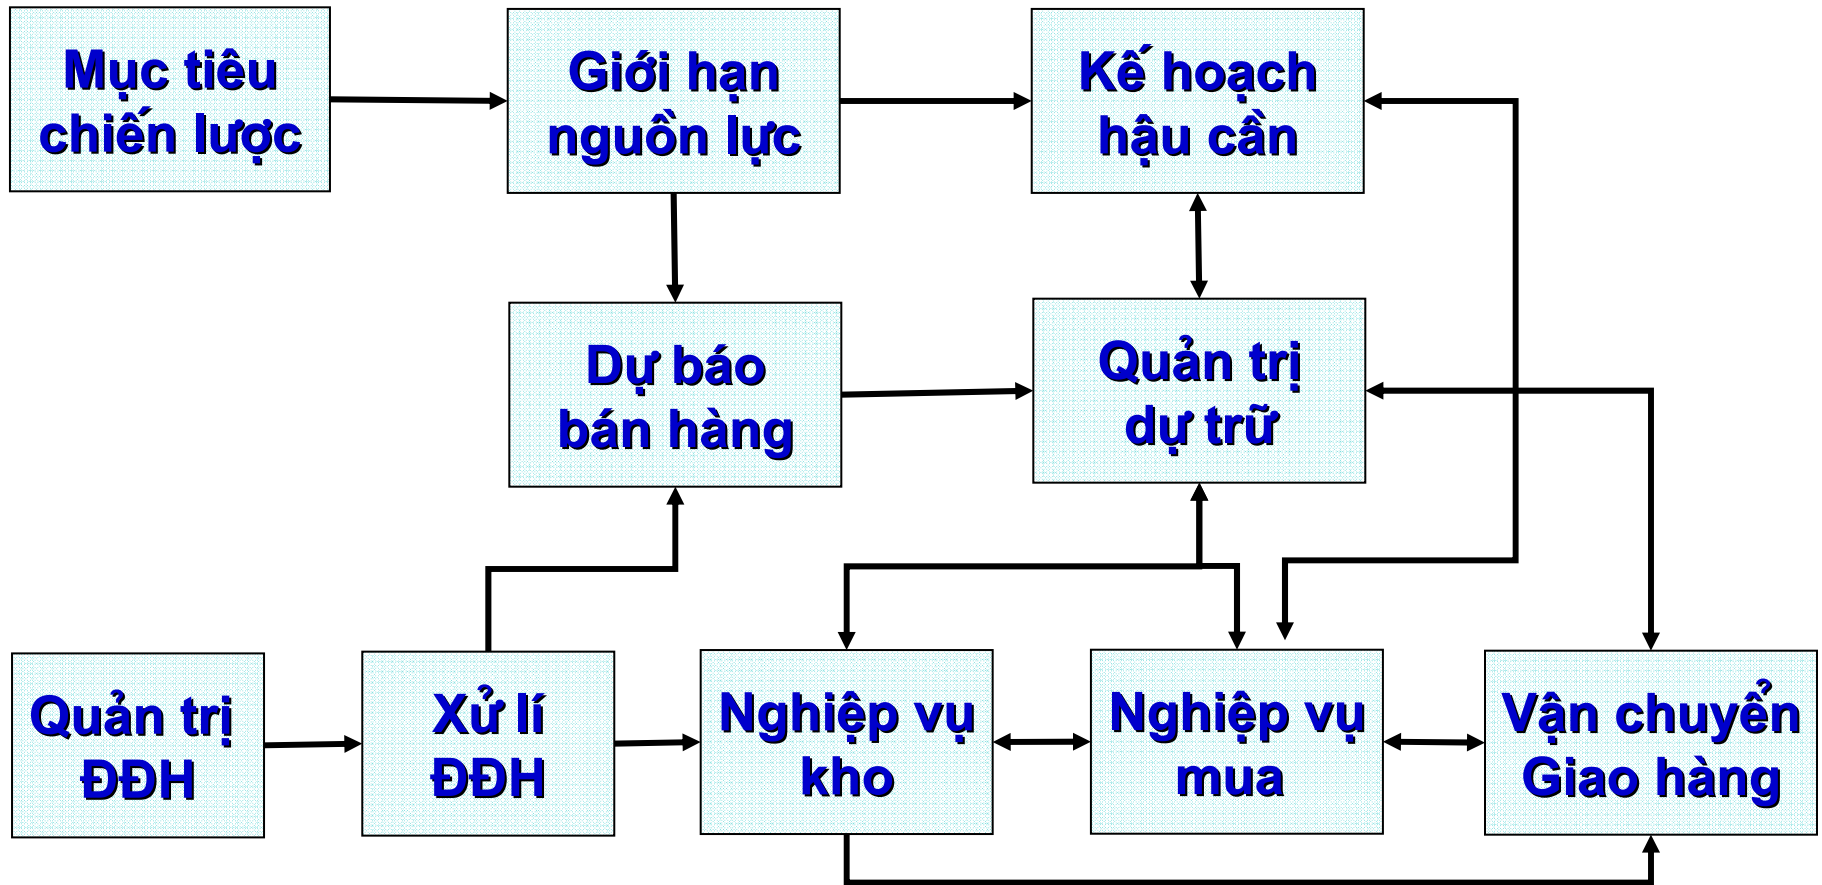 Mục tiêu
chiến lược
Giới hạn
nguồn lực
Kế hoạch
hậu cần
Dự báo
bán hàng
Quản trị
dự trữ
Quản trị
ĐĐH
Xử lí
ĐĐH
Nghiệp vụ
kho
Nghiệp vụ
mua
Vận chuyển
Giao hàng